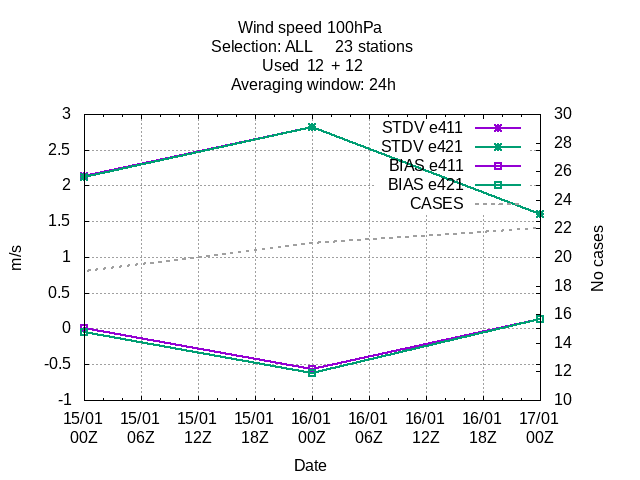 Wind speed 100hPa
Selection: ALL 23 stations
Used 12 + 12
Averaging window: 24h
3
2.5
2
1.5
1
0.5
0
-0.5
-1
m/s
30
28
26
24
22
20
18
16
14
12
10
No cases
STDV e411
STDV e421
BIAS e411
BIAS e421
CASES
15/01 15/01 15/01 15/01 16/01 16/01 16/01 16/01 17/01
00Z 06Z 12Z 18Z 00Z 06Z 12Z 18Z 00Z
Date